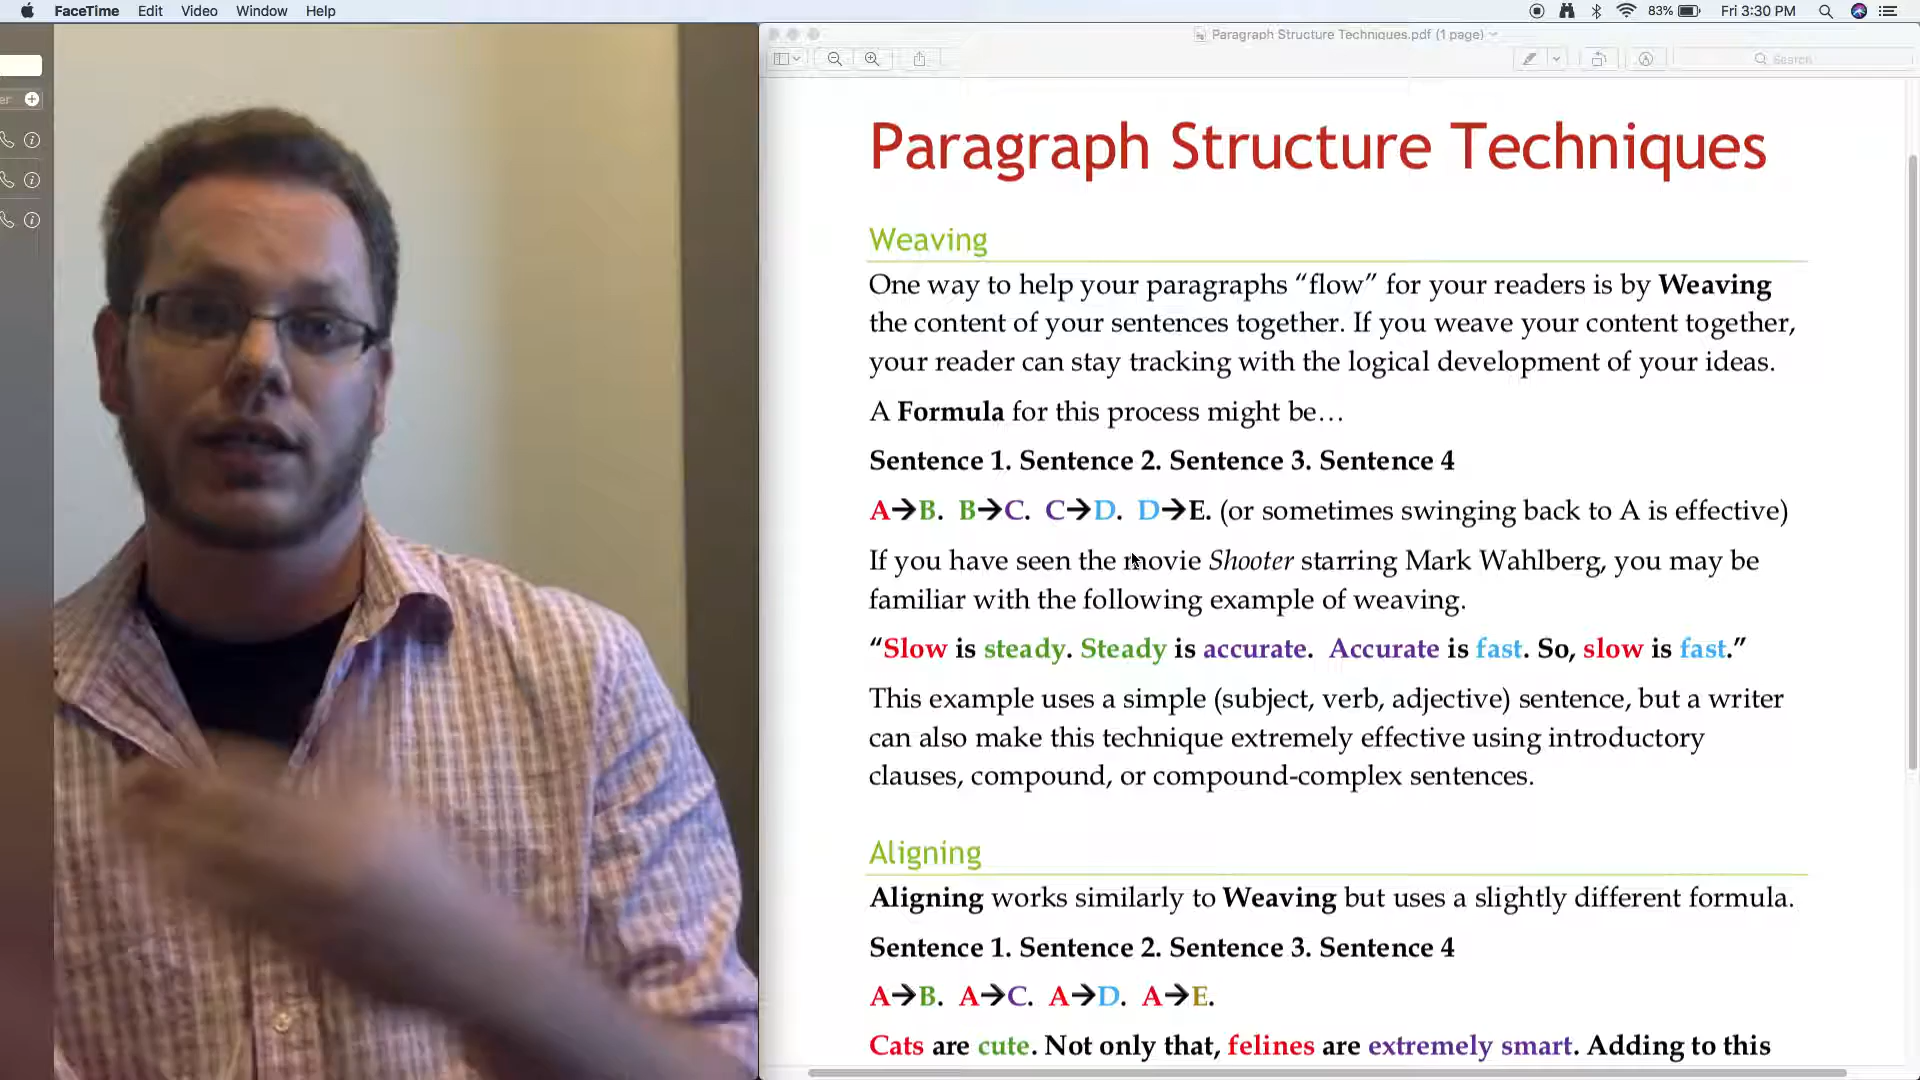 FaceTime Edit Video Window Help 83% Fri 3:30 PM
Paragraph Structure Techniques.pdf (1 page)
er
Search
Paragraph Structure Techniques
Weaving
One way to help your paragraphs “flow” for your readers is by Weaving
the content of your sentences together. If you weave your content together,
your reader can stay tracking with the logical development of your ideas.
A Formula for this process might be…
Sentence 1. Sentence 2. Sentence 3. Sentence 4
A→B. B→C. C→D. D→E. (or sometimes swinging back to A is effective)
If you have seen the movie Shooter starring Mark Wahlberg, you may be
familiar with the following example of weaving.
“Slow is steady. Steady is accurate. Accurate is fast. So, slow is fast.”
This example uses a simple (subject, verb, adjective) sentence, but a writer
can also make this technique extremely effective using introductory
clauses, compound, or compound-complex sentences.
Aligning
Aligning works similarly to Weaving but uses a slightly different formula.
Sentence 1. Sentence 2. Sentence 3. Sentence 4
A→B. A→C. A→D. A→E.
Cats are cute. Not only that, felines are extremely smart. Adding to this